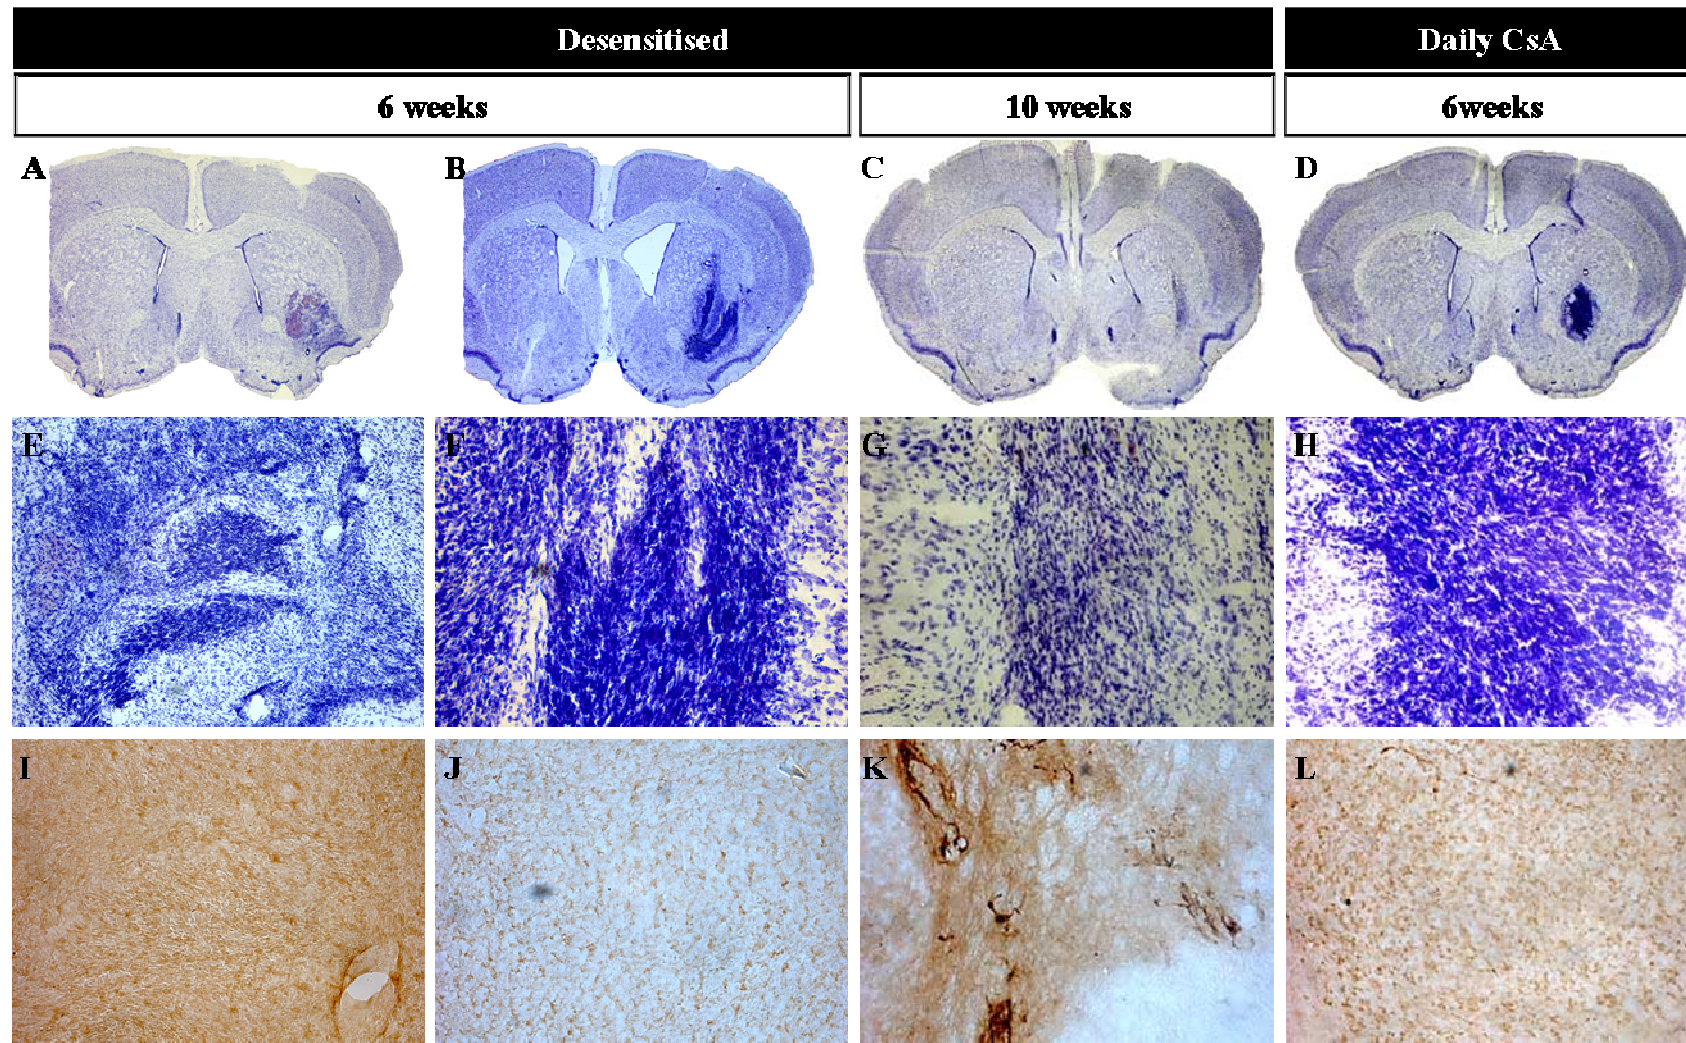 Desensitised
Daily CsA
6 weeks
10 weeks
6weeks
A
B
C
D
E
F
G
H
I
J
K
L